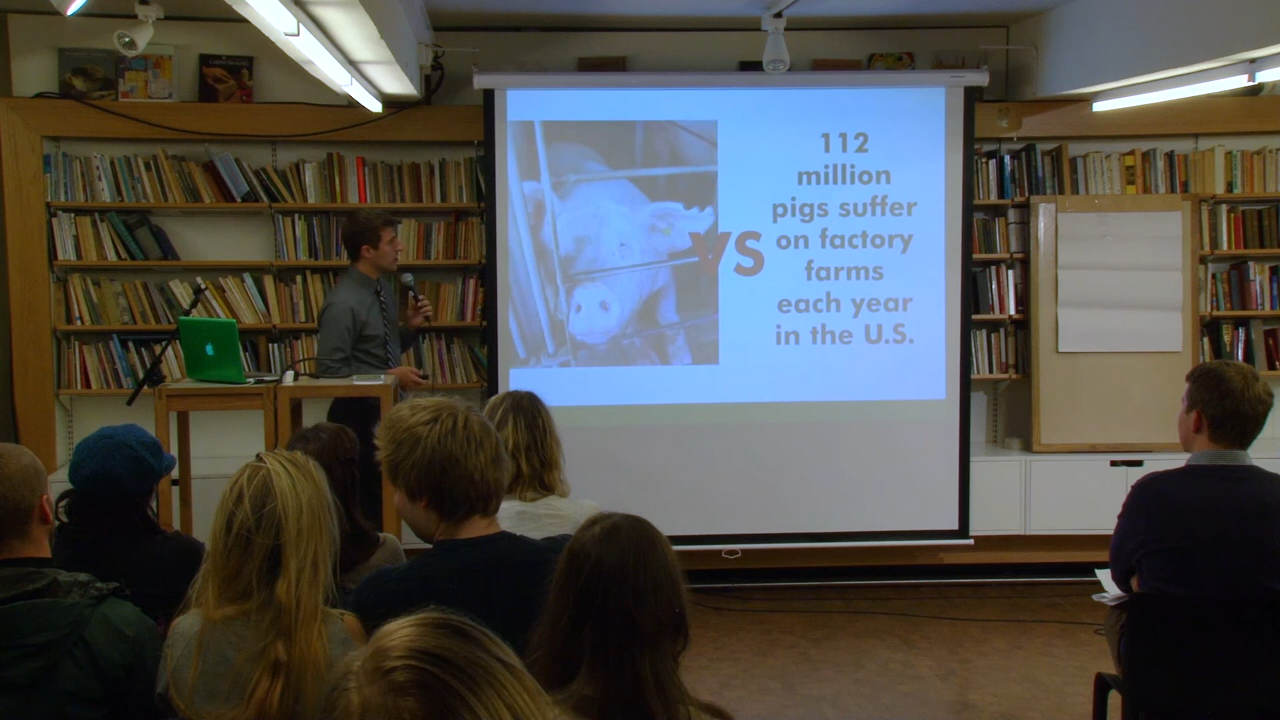 112
million
pigs suffer
VS on factory
farms
each year
in the U.S.